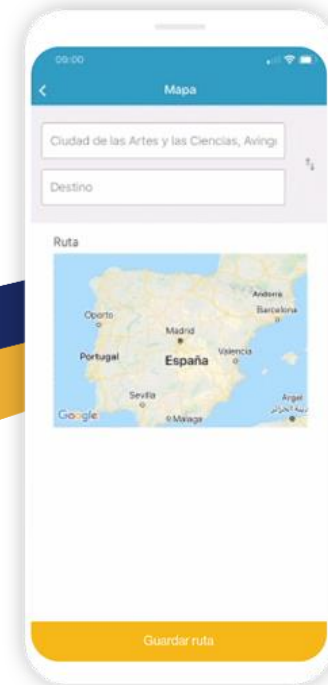 09:00
Mapa
Ciudad de las Artes y las Ciencias, Aving
Destino
Ruta
Andorra
Oporto
Barcelona
Madrid
Portugal
España
Valencia
Sevilla
Argel
Málaga
Google
Guardar ruta